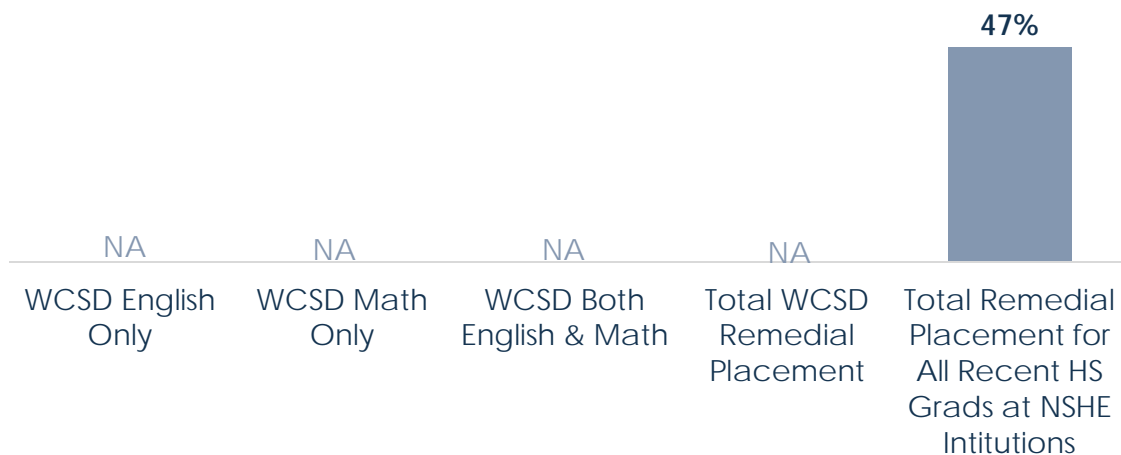 47%
NA
NA
NA
NA
WCSD English
Only
WCSD Math
Only
WCSD Both
English & Math
Total WCSD
Remedial
Placement
Total Remedial
Placement for
All Recent HS
Grads at NSHE
Intitutions